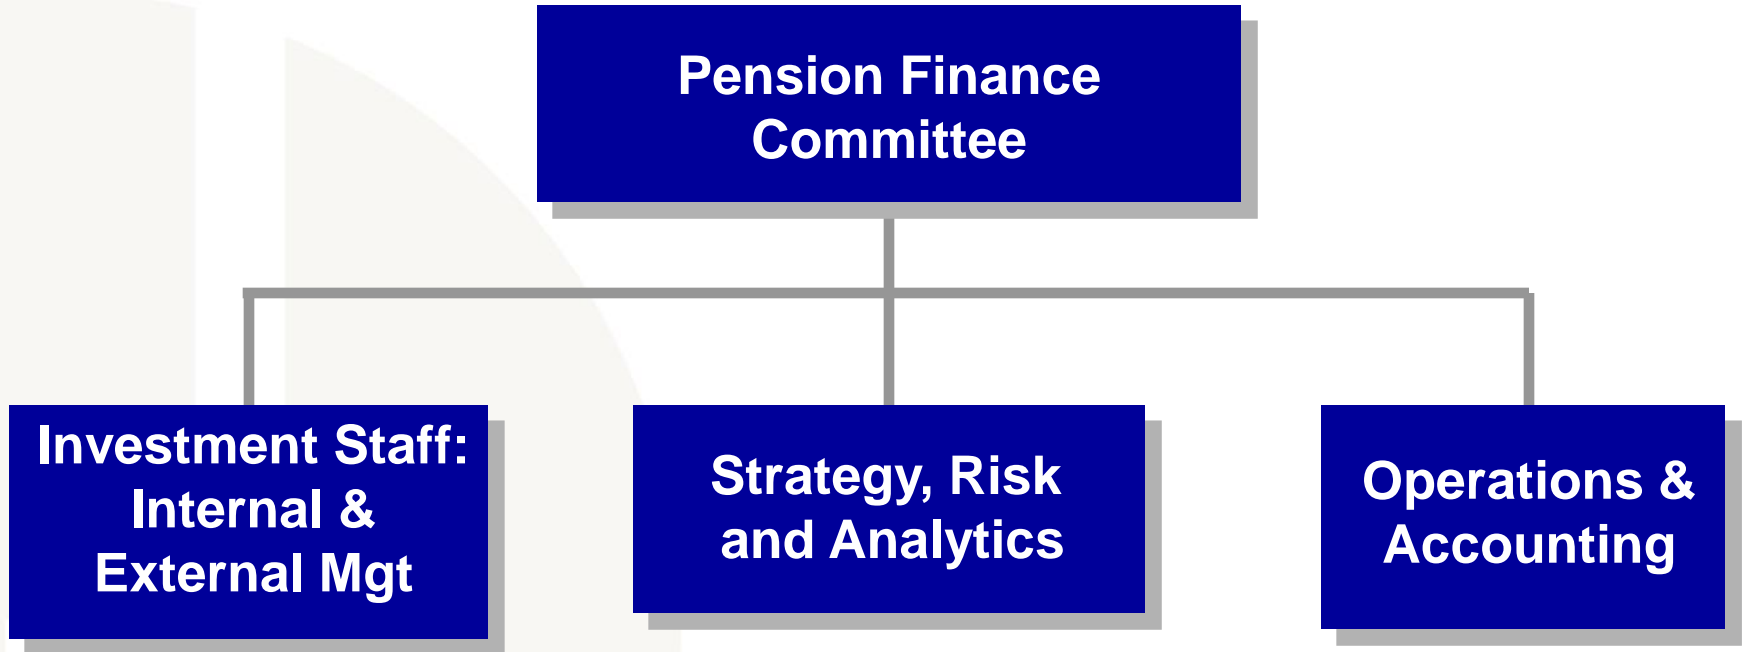 Pension Finance
Committee
Investment Staff:
Internal &
External Mgt
Strategy, Risk
and Analytics
Operations &
Accounting